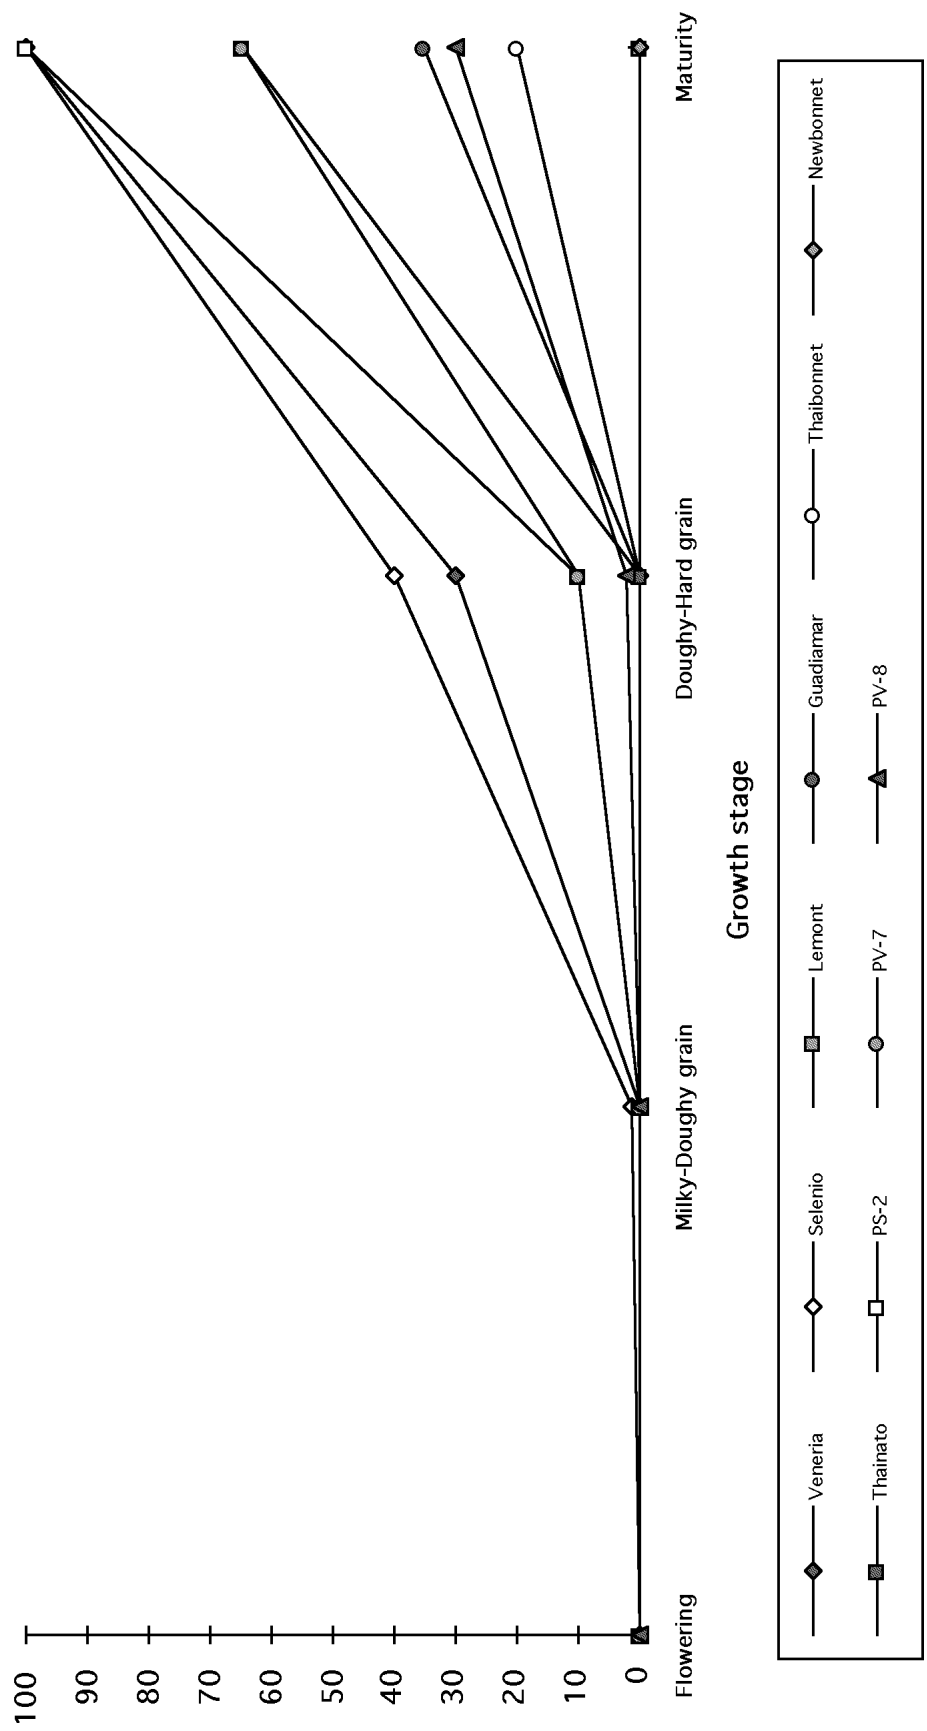 100
90
80
70
60
50
40
30
20
10
0
Flowering
Milky-Doughy grain
Doughy-Hard grain
Maturity
Growth stage
Veneria
Selenio
Lemont
Guadiamar
Thaibonnet
Newbonnet
Thainato
PS-2
PV-7
PV-8